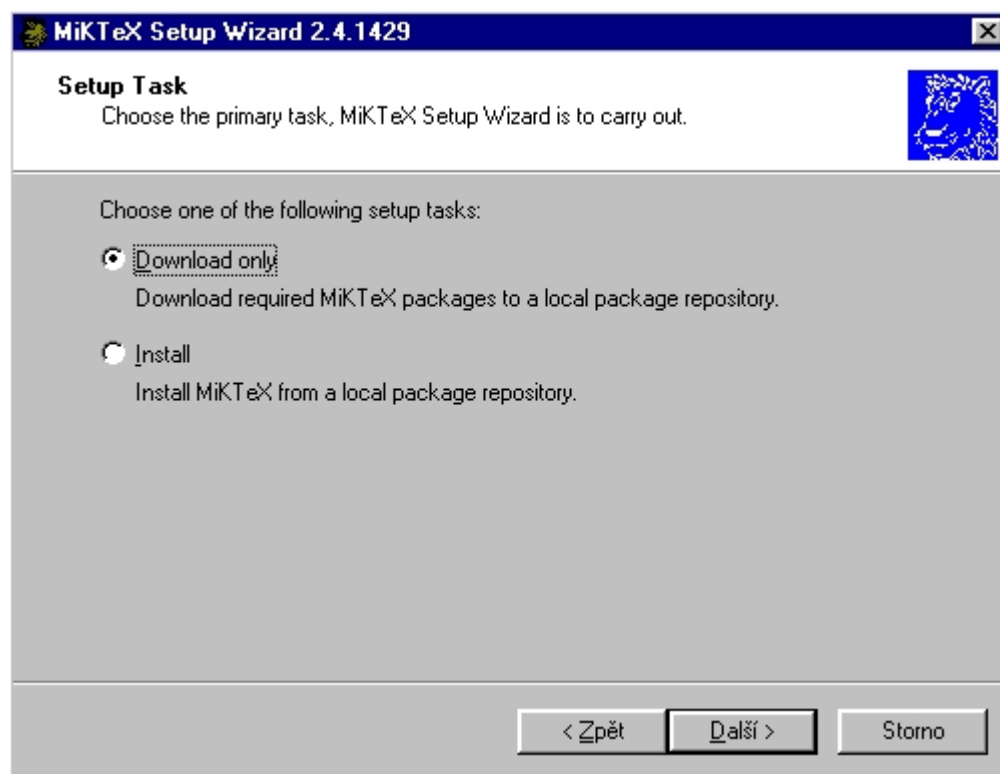 MiKTeX Setup Wizard 2.4.1429
Setup Task
Choose the primary task, MiKTeX Setup Wizard is to carry out.
Choose one of the following setup tasks:
Download only
Download required MiKTeX packages to a local package repository.
Install
Install MiKTeX from a local package repository.
< Zpět
Další >
Storno